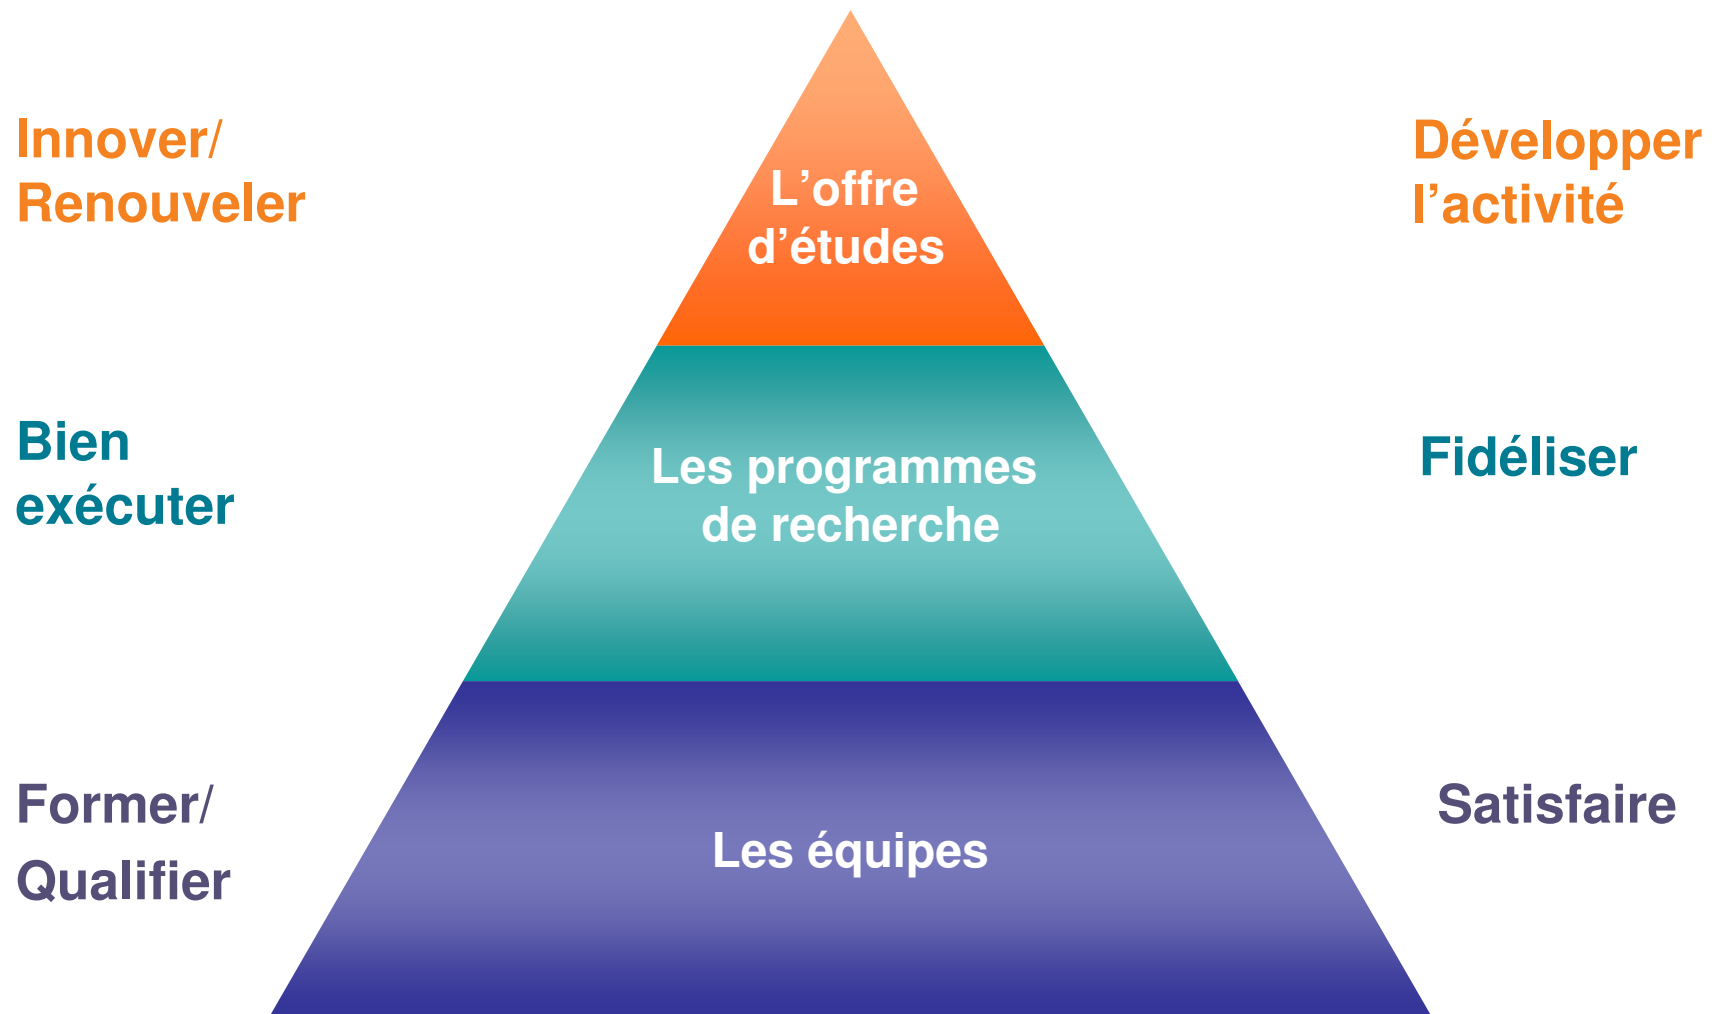 Innover/
Renouveler
L’offre
d’études
Développer
l’activité
Bien
exécuter
Les programmes
de recherche
Fidéliser
Former/
Qualifier
Les équipes
Satisfaire